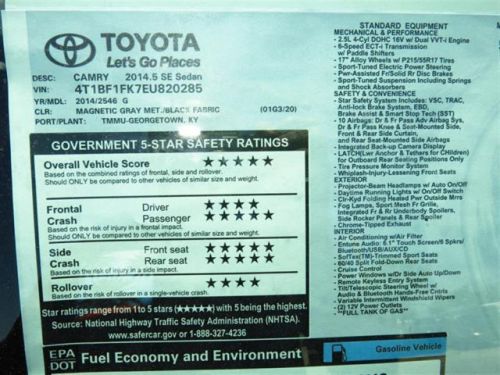 TOYOTA
Let's Go Places
DESC: CAMRY 2014.5 SE Sedan
VIN: 4T1BF1FK7EU820285
YR/MDL: 2014/2546 G
CLR: MAGNETIC GRAY MET./BLACK FABRIC (01G3/20)
PORT/PLANT: TMMU-GEORGETOWN, KY
GOVERNMENT 5-STAR SAFETY RATINGS
Overall Vehicle Score ★★★★★
Based on the combined ratings of frontal, side and rollover.
Should ONLY be compared to other vehicles of similar size and weight.
Frontal Driver ★★★★
Crash Passenger ★★★★★
Based on the risk of injury in a frontal impact.
Should ONLY be compared to other vehicles of similar size and weight.
Side Front seat ★★★★★
Crash Rear seat ★★★★★
Based on the risk of injury in a side impact.
Rollover ★★★★
Based on the risk of rollover in a single-vehicle crash.
Star ratings range from 1 to 5 stars (★★★★★) with 5 being the highest.
Source: National Highway Traffic Safety Administration (NHTSA).
www.safercar.gov or 1-888-327-4236
EPA
DOT Fuel Economy and Environment
Gasoline Vehicle
STANDARD EQUIPMENT
MECHANICAL & PERFORMANCE
- 2.5L 4-Cyl DOHC 16V w/ Dual VVT-i Engine
- 6-Speed ECT-i Transmission
w/ Paddle Shifters
- 17" Alloy Wheels w/ P215/55R17 Tires
- Sport-Tuned Electric Power Steering
- Pwr-Assisted Fr/Solid Rr Disc Brakes
- Sport-Tuned Suspension Including Springs
and Shock Absorbers
SAFETY & CONVENIENCE
- Star Safety System Includes: VSC, TRAC,
Anti-lock Brake System, EBD,
Brake Assist & Smart Stop Tech (SST)
- 10 Airbags: Dr & Fr Pass Adv Airbag Sys,
Dr & Fr Pass Knee & Seat-Mounted Side,
Front & Rear Side Curtain,
and Rear Seat-Mounted Side Airbags
- Integrated Back-up Camera Display
- LATCH(Lwr Anchor & Tethers for CHildren)
for Outboard Rear Seating Positions Only
- Tire Pressure Monitor System
- Whiplash-Injury-Lessening Front Seats
EXTERIOR
- Projector-Beam Headlamps w/ Auto On/Off
- Daytime Running Lights w/ On/Off Switch
- Clr-Kyd Folding Heated Pwr Outside Mrrs
- Fog Lamps, Sport Mesh Fr Grille,
Integrated Fr & Rr Underbody Spoilers,
Side Rocker Panels & Rear Spoiler
- Chrome-Tipped Exhaust
INTERIOR
- Air Conditioning w/Air Filter
- Entune Audio: 6.1" Touch Screen/6 Spkrs/
Bluetooth/USB/AUX/CD
- SofTex(TM)-Trimmed Sport Seats
- 60/40 Split Fold-Down Rear Seats
- Cruise Control
- Power Windows w/Dr Side Auto Up/Down
- Remote Keyless Entry System
- Tilt/Telescopic Steering Wheel w/
Audio & Bluetooth Hands-Free Cntrls
- Variable Intermittent Windshield Wipers
- (2) 12V Power Outlets
- **FULL TANK OF GAS**